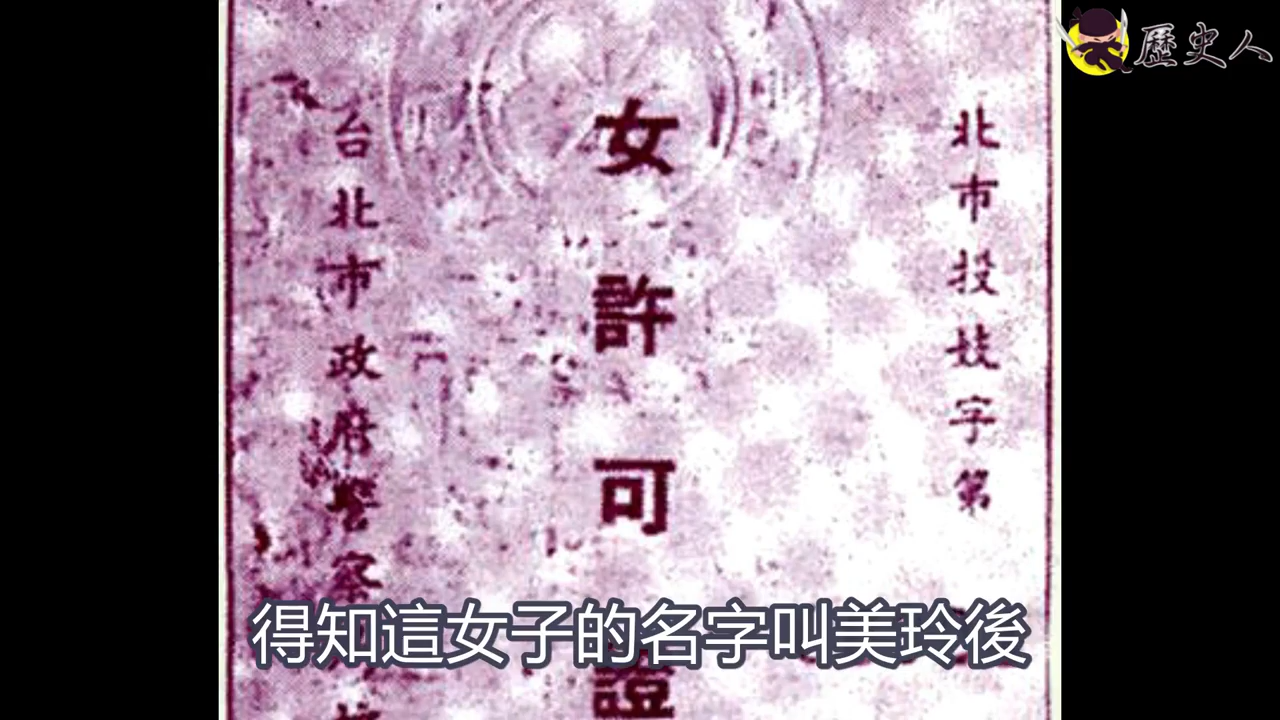 歷史人
北市投妓字第
女許可證
台北市政府警察
得知這女子的名字叫美玲後